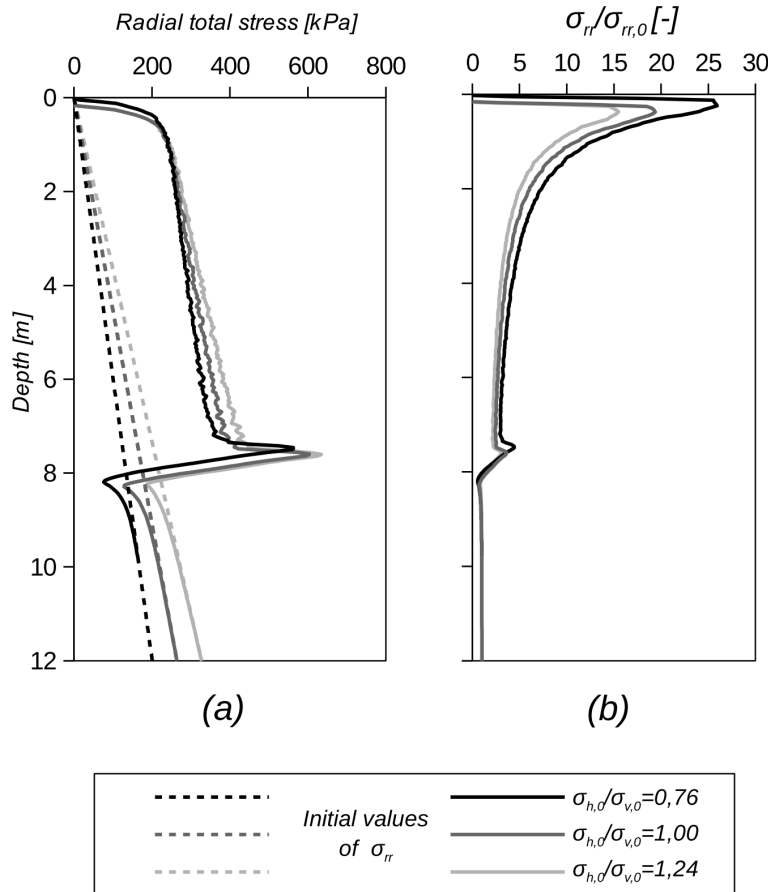 Radial total stress [kPa]
0 200 400 600 800
0
2
4
6
8
10
12
Depth [m]
(a)
σrr/σrr,0 [-]
0 5 10 15 20 25 30
(b)
Initial values
of σrr
σh,0/σv,0=0,76
σh,0/σv,0=1,00
σh,0/σv,0=1,24